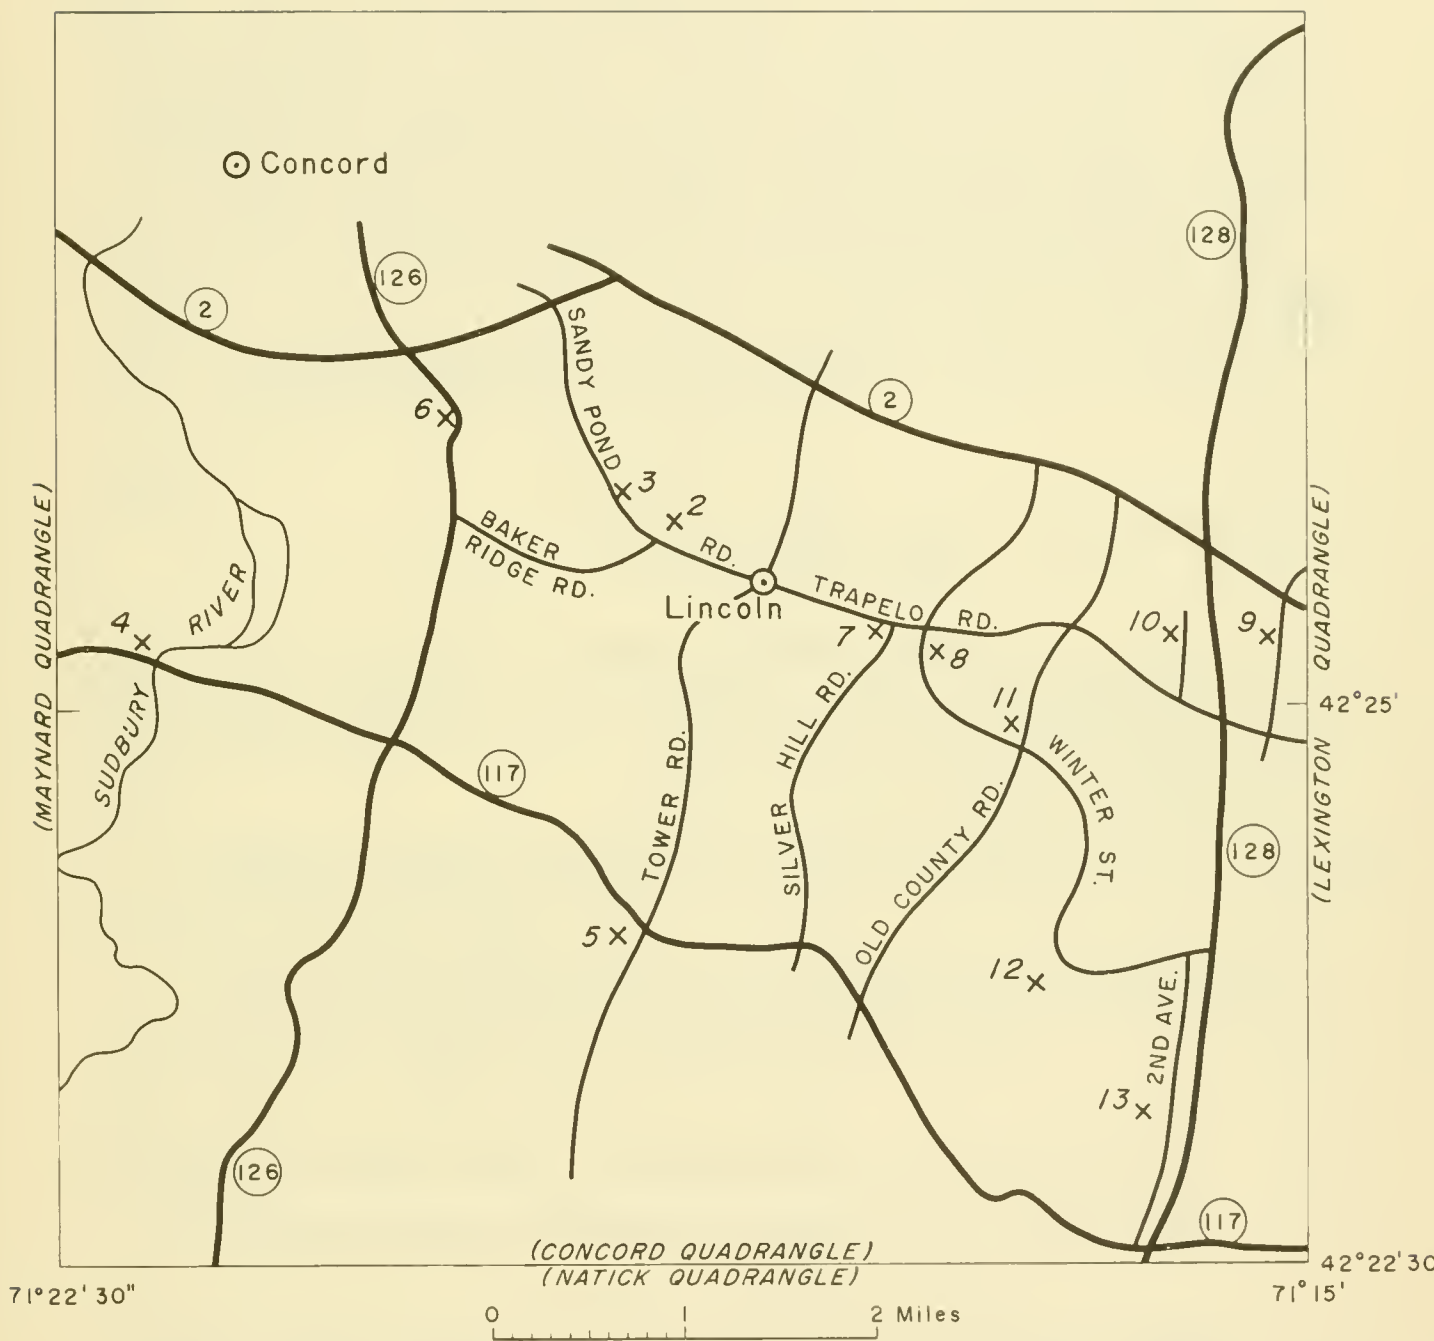 Concord
128
126
2
SANDY POND RD.
2
6
3
2
BAKER
RIDGE RD.
(MAYNARD QUADRANGLE)
(LEXINGTON QUADRANGLE)
SUDBURY RIVER
4
Lincoln
TRAPELO RD.
7
8
10
9
11
42°25'
SILVER HILL RD.
TOWER RD.
117
OLD COUNTY RD.
WINTER ST.
128
5
12
2ND AVE.
13
126
117
(CONCORD QUADRANGLE)
(NATICK QUADRANGLE)
42°22'30
71°22'30"
71°15'
0 1 2 Miles